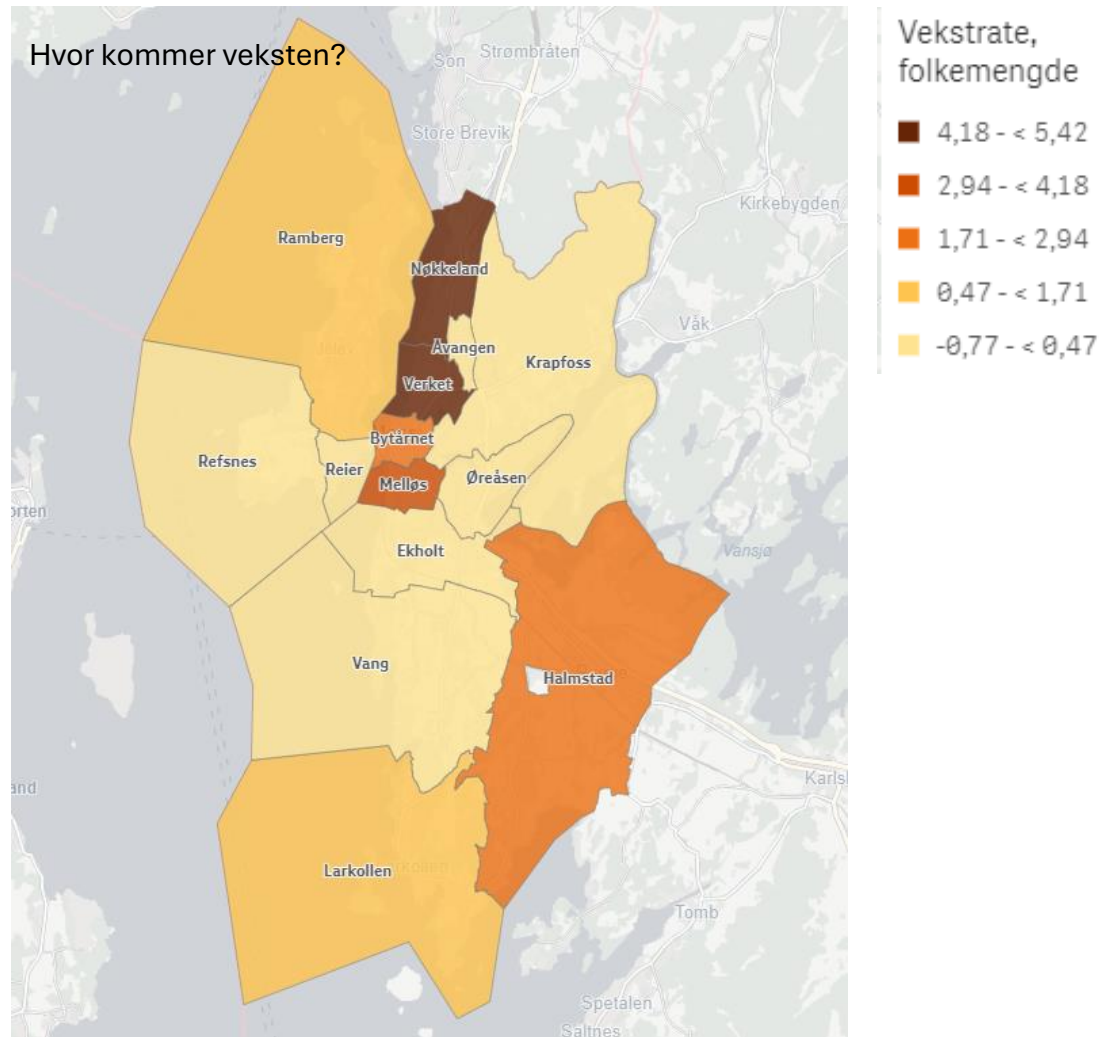 Hvor kommer veksten?
Son
Strømbråten
Store Brevik
Kirkebygden
Ramberg
Nøkkeland
Våk
Avangen
Krapfoss
Verket
Bytårnet
Refsnes
Reier
Melløs
Øreåsen
Ekholt
Vansjø
Vang
Halmstad
Larkollen
Tomb
Spetalen
Saltnes
Vekstrate,
folkemengde
4,18 - < 5,42
2,94 - < 4,18
1,71 - < 2,94
0,47 - < 1,71
-0,77 - < 0,47